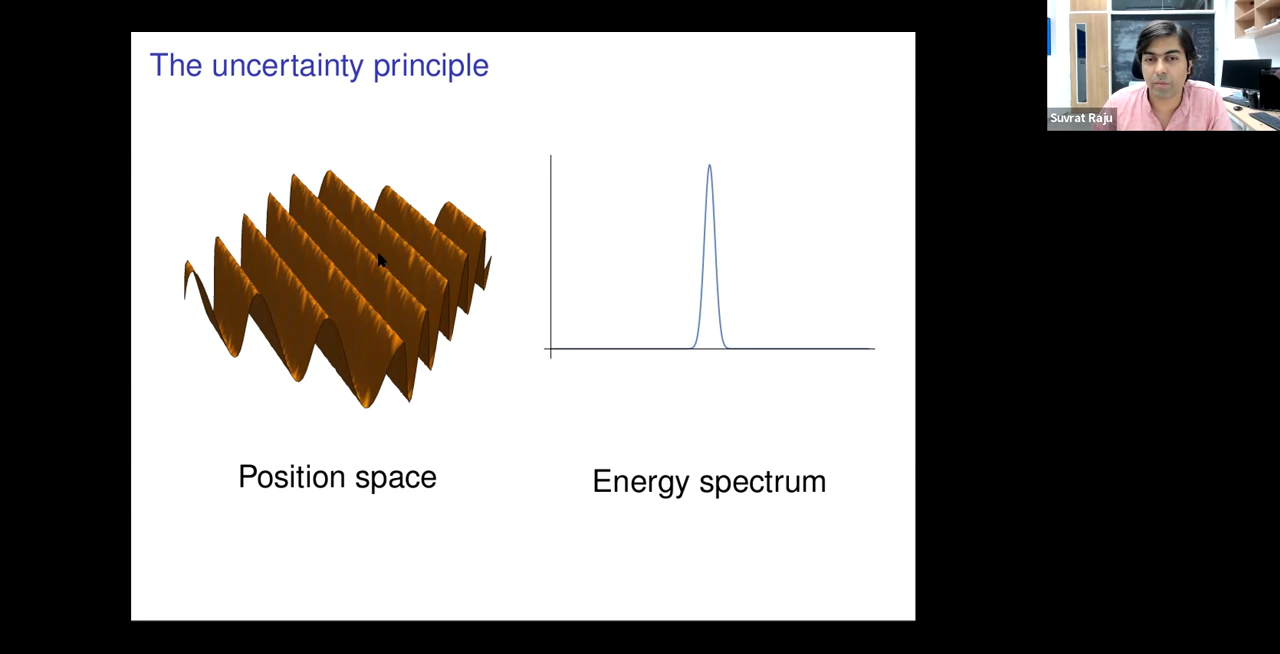 The uncertainty principle
Suvrat Raju
Position space
Energy spectrum